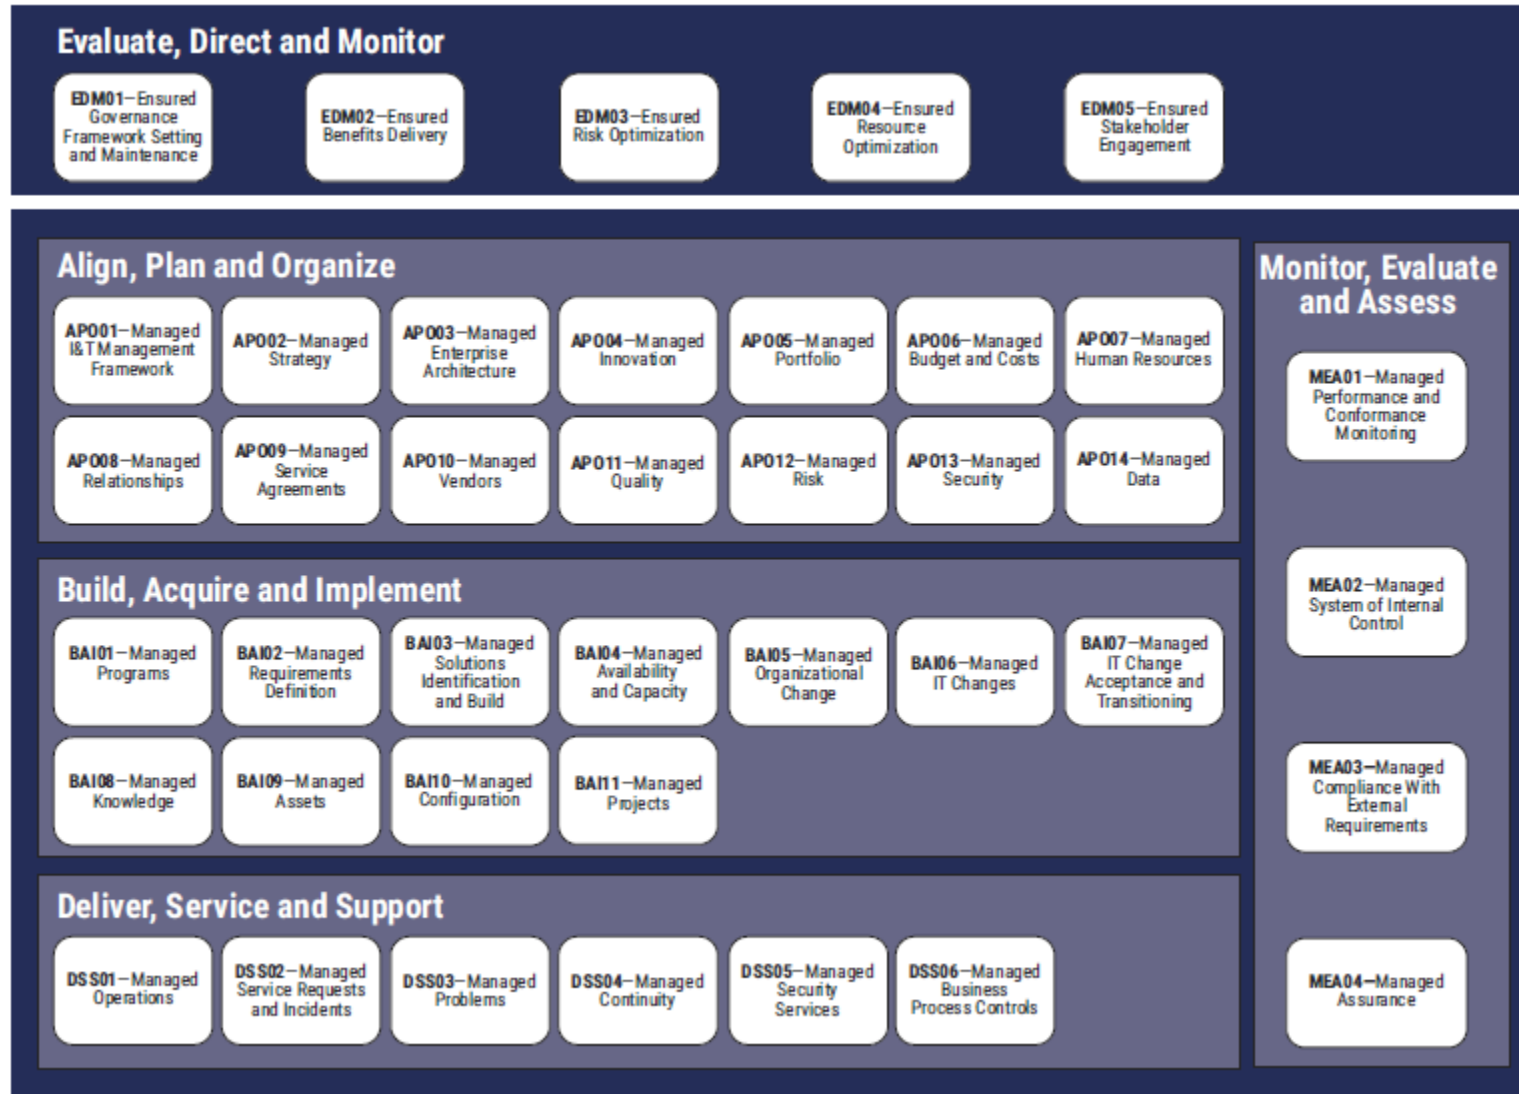 Evaluate, Direct and Monitor
EDM01—Ensured
Governance
Framework Setting
and Maintenance
EDM02—Ensured
Benefits Delivery
EDM03—Ensured
Risk Optimization
EDM04—Ensured
Resource
Optimization
EDM05—Ensured
Stakeholder
Engagement
Align, Plan and Organize
APO01—Managed
I&T Management
Framework
APO02—Managed
Strategy
APO03—Managed
Enterprise
Architecture
APO04—Managed
Innovation
APO05—Managed
Portfolio
APO06—Managed
Budget and Costs
APO07—Managed
Human Resources
APO08—Managed
Relationships
APO09—Managed
Service
Agreements
APO10—Managed
Vendors
APO11—Managed
Quality
APO12—Managed
Risk
APO13—Managed
Security
APO14—Managed
Data
Build, Acquire and Implement
BAI01—Managed
Programs
BAI02—Managed
Requirements
Definition
BAI03—Managed
Solutions
Identification
and Build
BAI04—Managed
Availability
and Capacity
BAI05—Managed
Organizational
Change
BAI06—Managed
IT Changes
BAI07—Managed
IT Change
Acceptance and
Transitioning
BAI08—Managed
Knowledge
BAI09—Managed
Assets
BAI10—Managed
Configuration
BAI11—Managed
Projects
Deliver, Service and Support
DSS01—Managed
Operations
DSS02—Managed
Service Requests
and Incidents
DSS03—Managed
Problems
DSS04—Managed
Continuity
DSS05—Managed
Security
Services
DSS06—Managed
Business
Process Controls
Monitor, Evaluate
and Assess
MEA01—Managed
Performance and
Conformance
Monitoring
MEA02—Managed
System of Internal
Control
MEA03—Managed
Compliance With
External
Requirements
MEA04—Managed
Assurance